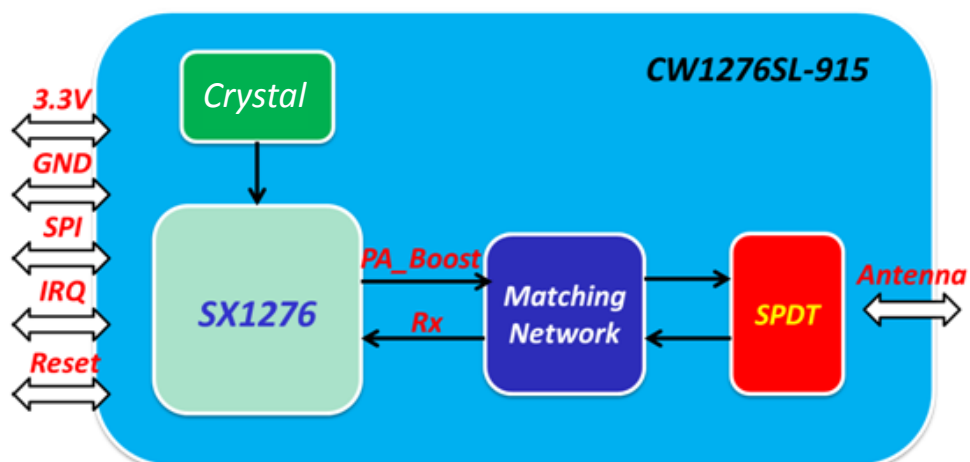 CW1276SL-915
Crystal
3.3V
GND
SPI
IRQ
Reset
SX1276
PA_Boost
Rx
Matching
Network
SPDT
Antenna